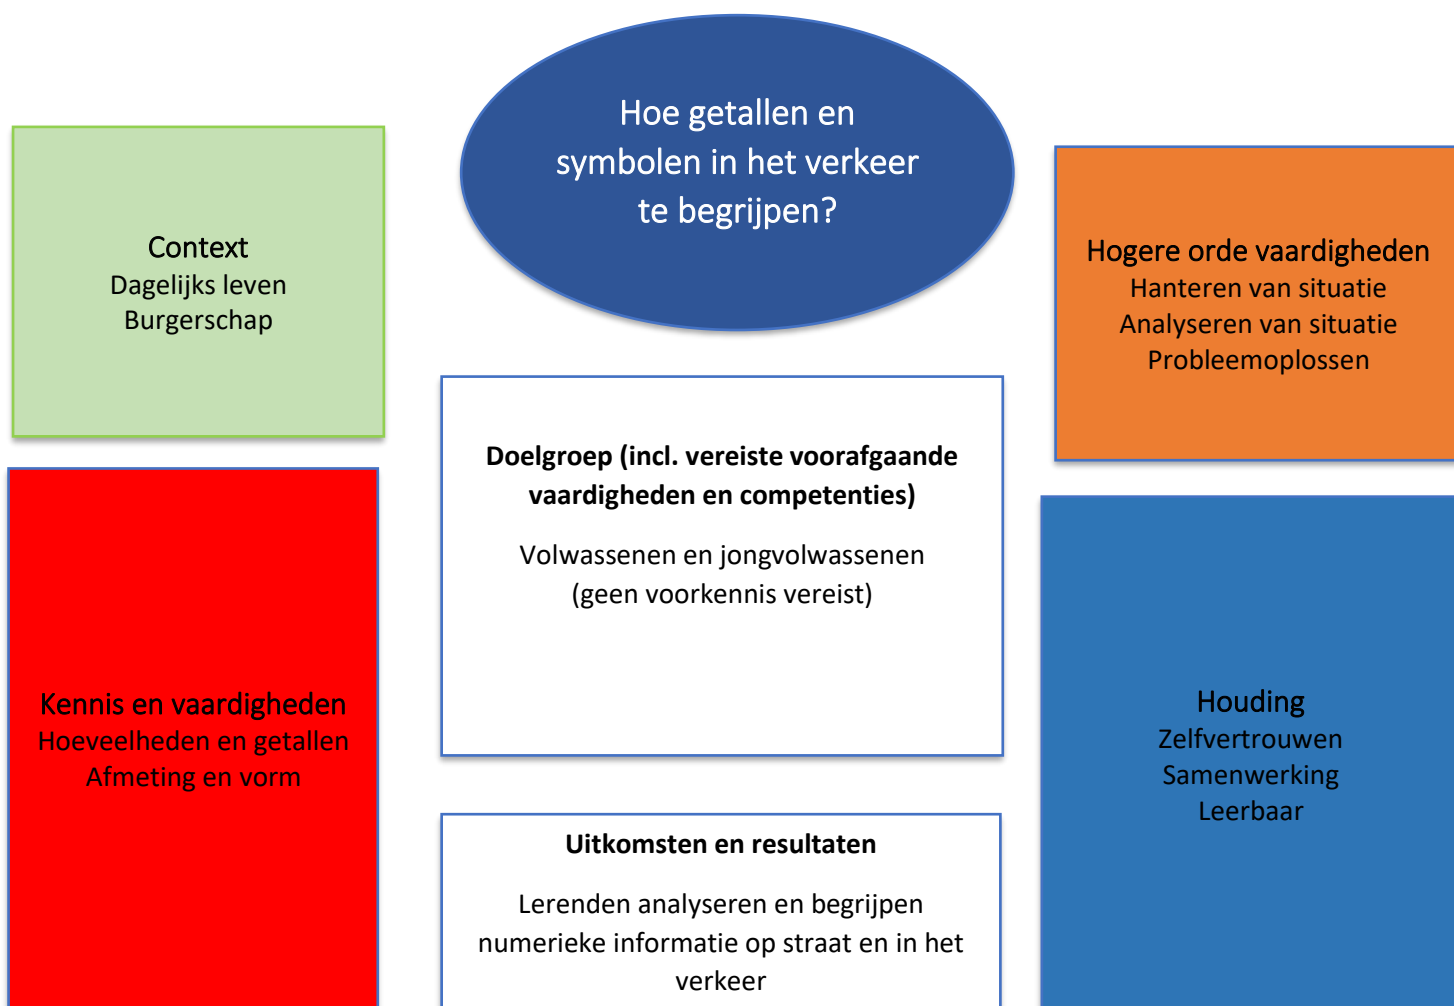 Hoe getallen en
symbolen in het verkeer
te begrijpen?
Context
Dagelijks leven
Burgerschap
Hogere orde vaardigheden
Hanteren van situatie
Analyseren van situatie
Probleemoplossen
Doelgroep (incl. vereiste voorafgaande
vaardigheden en competenties)
Volwassenen en jongvolwassenen
(geen voorkennis vereist)
Kennis en vaardigheden
Hoeveelheden en getallen
Afmeting en vorm
Houding
Zelfvertrouwen
Samenwerking
Leerbaar
Uitkomsten en resultaten
Lerenden analyseren en begrijpen
numerieke informatie op straat en in het
verkeer